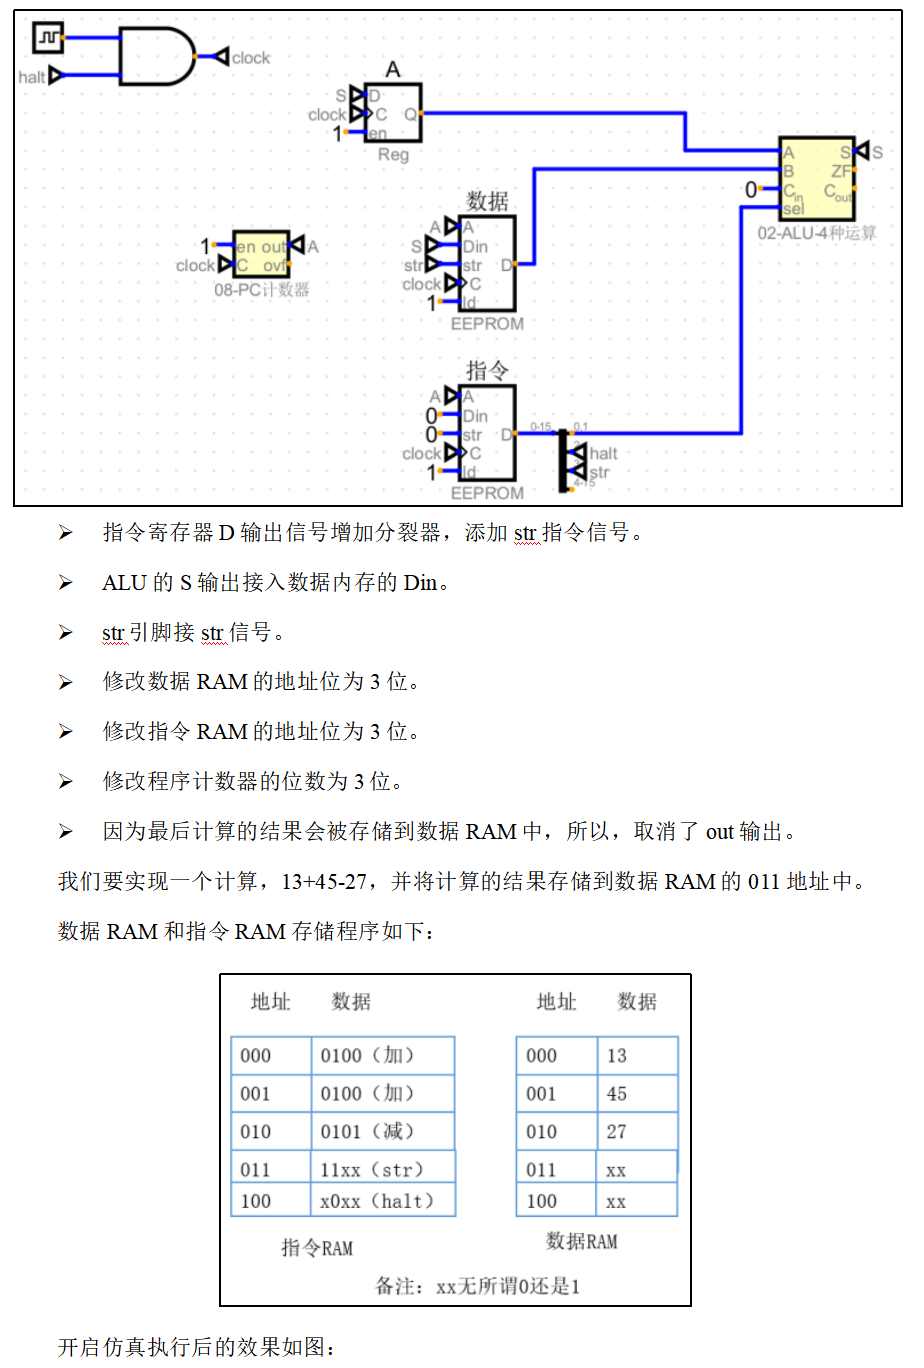 halt
clock
A
S
D
clock
C
Q
1
en
Reg
A
S
S
B
ZF
0
Cin
Cout
sel
02-ALU-4种运算
数据
A
A
S
Din
str
str
D
clock
C
1
ld
EEPROM
1
en
out
A
clock
C
ovf
08-PC计数器
指令
A
A
0
Din
0
str
D
0-15
0,1
clock
C
halt
1
ld
str
4-15
EEPROM
➢ 指令寄存器 D 输出信号增加分裂器，添加 str 指令信号。
➢ ALU 的 S 输出接入数据内存的 Din。
➢ str 引脚接 str 信号。
➢ 修改数据 RAM 的地址位为 3 位。
➢ 修改指令 RAM 的地址位为 3 位。
➢ 修改程序计数器的位数为 3 位。
➢ 因为最后计算的结果会被存储到数据 RAM 中，所以，取消了 out 输出。
我们要实现一个计算，13+45-27，并将计算的结果存储到数据 RAM 的 011 地址中。
数据 RAM 和指令 RAM 存储程序如下：
地址 数据 地址 数据
000 0100（加） 000 13
001 0100（加） 001 45
010 0101（减） 010 27
011 11xx（str） 011 xx
100 x0xx（halt） 100 xx
指令RAM 数据RAM
备注：xx无所谓0还是1
开启仿真执行后的效果如图：